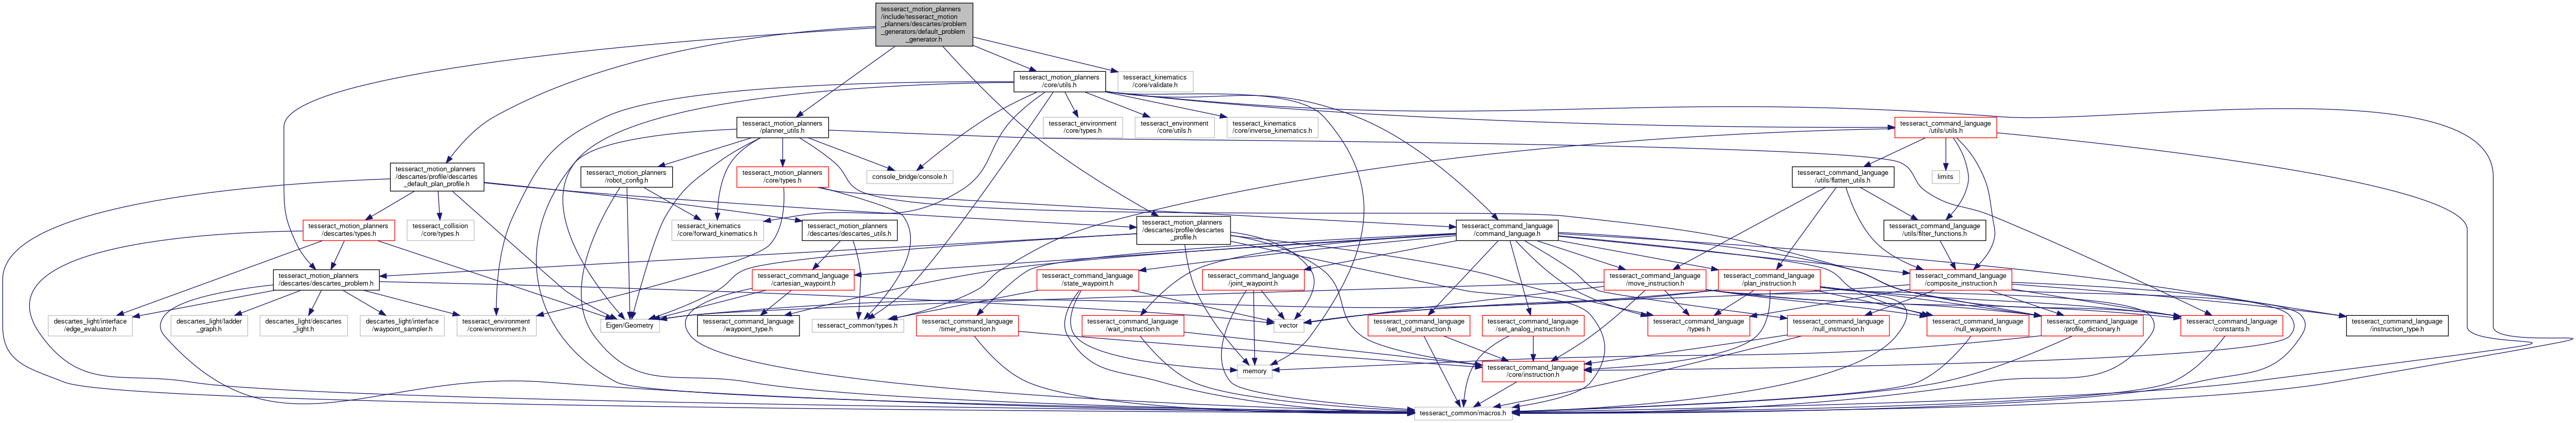 tesseract_motion_planners
/include/tesseract_motion
_planners/descartes/problem
_generators/default_problem
_generator.h
tesseract_motion_planners
/core/utils.h
tesseract_kinematics
/core/validate.h
tesseract_motion_planners
/planner_utils.h
tesseract_environment
/core/types.h
tesseract_environment
/core/utils.h
tesseract_kinematics
/core/inverse_kinematics.h
tesseract_command_language
/utils/utils.h
tesseract_motion_planners
/descartes/profile/descartes
_default_plan_profile.h
tesseract_motion_planners
/robot_config.h
tesseract_motion_planners
/core/types.h
console_bridge/console.h
tesseract_command_language
/utils/flatten_utils.h
limits
tesseract_motion_planners
/descartes/types.h
tesseract_collision
/core/types.h
tesseract_kinematics
/core/forward_kinematics.h
tesseract_motion_planners
/descartes/descartes_utils.h
tesseract_motion_planners
/descartes/profile/descartes
_profile.h
tesseract_command_language
/command_language.h
tesseract_command_language
/utils/filter_functions.h
tesseract_motion_planners
/descartes/descartes_problem.h
tesseract_command_language
/cartesian_waypoint.h
tesseract_command_language
/state_waypoint.h
tesseract_command_language
/joint_waypoint.h
tesseract_command_language
/move_instruction.h
tesseract_command_language
/plan_instruction.h
tesseract_command_language
/composite_instruction.h
descartes_light/interface
/edge_evaluator.h
descartes_light/ladder
_graph.h
descartes_light/descartes
_light.h
descartes_light/interface
/waypoint_sampler.h
tesseract_environment
/core/environment.h
Eigen/Geometry
tesseract_command_language
/waypoint_type.h
tesseract_common/types.h
tesseract_command_language
/timer_instruction.h
tesseract_command_language
/wait_instruction.h
vector
tesseract_command_language
/set_tool_instruction.h
tesseract_command_language
/set_analog_instruction.h
tesseract_command_language
/types.h
tesseract_command_language
/null_instruction.h
tesseract_command_language
/null_waypoint.h
tesseract_command_language
/profile_dictionary.h
tesseract_command_language
/constants.h
tesseract_command_language
/instruction_type.h
memory
tesseract_command_language
/core/instruction.h
tesseract_common/macros.h